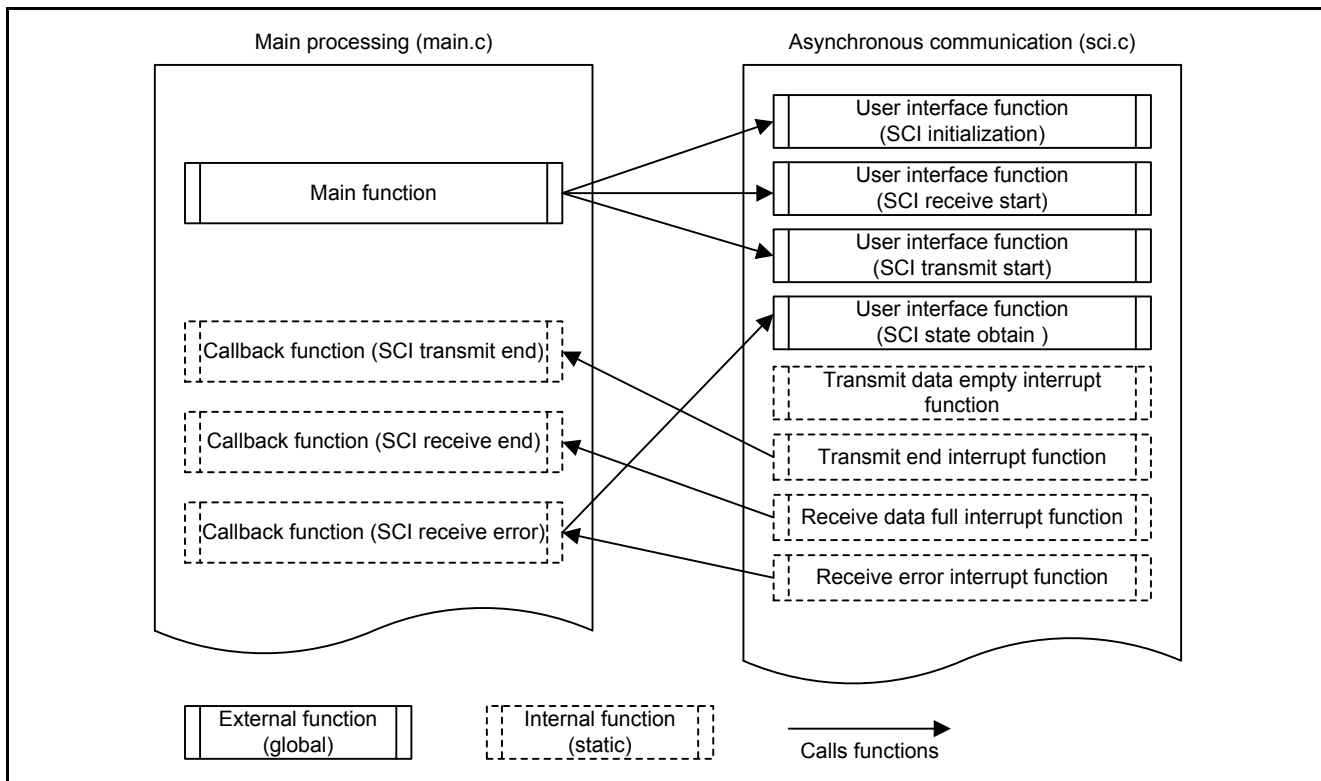 Main processing (main.c)
Main function
Callback function (SCI transmit end)
Callback function (SCI receive end)
Callback function (SCI receive error)
Asynchronous communication (sci.c)
User interface function
(SCI initialization)
User interface function
(SCI receive start)
User interface function
(SCI transmit start)
User interface function
(SCI state obtain )
Transmit data empty interrupt
function
Transmit end interrupt function
Receive data full interrupt function
Receive error interrupt function
External function
(global)
Internal function
(static)
Calls functions